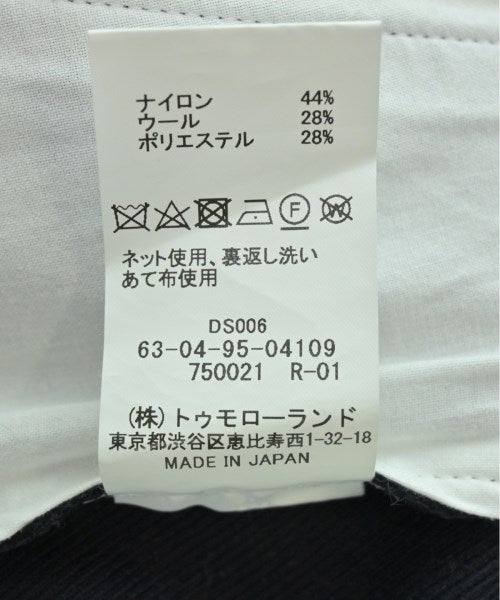 ナイロン 44%
ウール 28%
ポリエステル 28%
F W
ネット使用、裏返し洗い
あて布使用
DS006
63-04-95-04109
750021 R-01
(株)トゥモローランド
東京都渋谷区恵比寿西1-32-18
MADE IN JAPAN